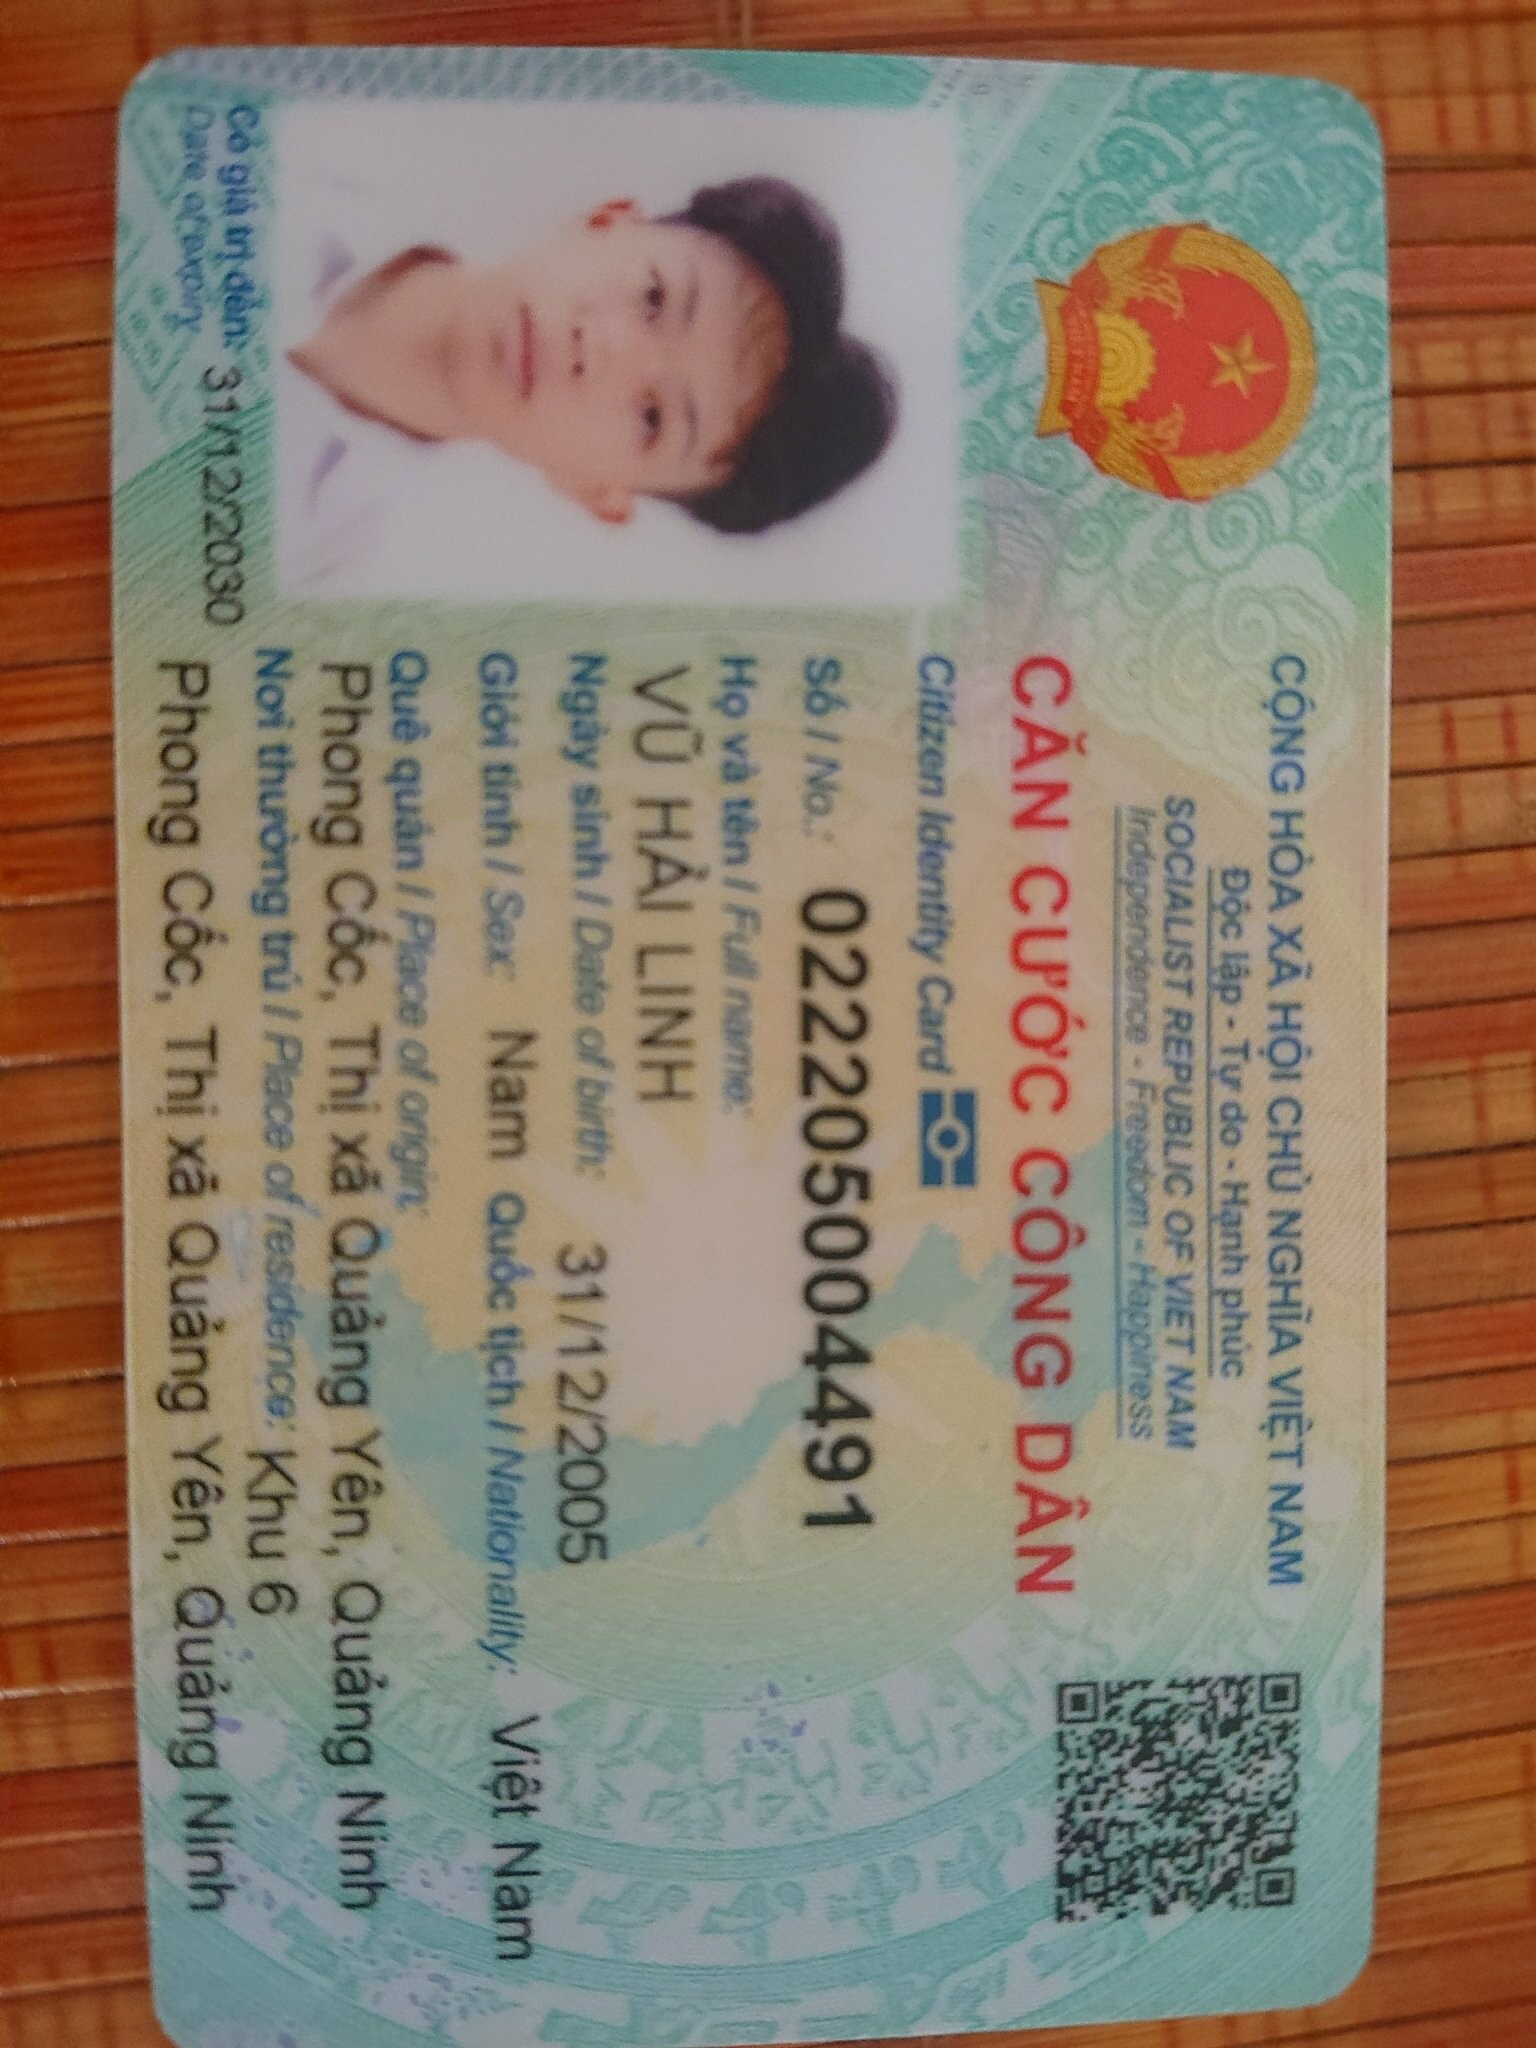 CỘNG HÒA XÃ HỘI CHỦ NGHĨA VIỆT NAM
Độc lập - Tự do - Hạnh phúc
SOCIALIST REPUBLIC OF VIET NAM
Independence - Freedom - Happiness
CĂN CƯỚC CÔNG DÂN
Citizen Identity Card
Số / No.: 022205004491
Họ và tên / Full name:
VŨ HẢI LINH
Ngày sinh / Date of birth: 31/12/2005
Giới tính / Sex: Nam Quốc tịch / Nationality: Việt Nam
Quê quán / Place of origin:
Phong Cốc, Thị xã Quảng Yên, Quảng Ninh
Nơi thường trú / Place of residence: Khu 6
Phong Cốc, Thị xã Quảng Yên, Quảng Ninh
Có giá trị đến: 31/12/2030
Date of expiry